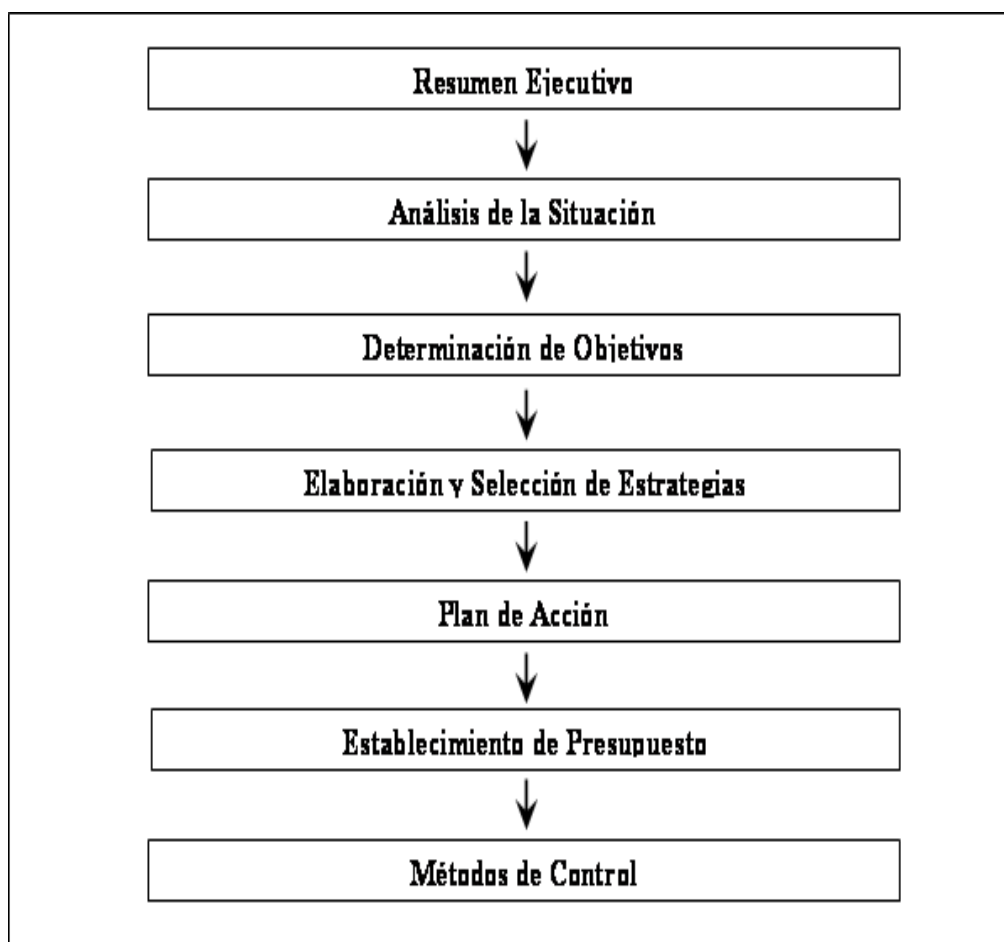 Resumen Ejecutivo
Análisis de la Situación
Determinación de Objetivos
Elaboración y Selección de Estrategias
Plan de Acción
Establecimiento de Presupuesto
Métodos de Control